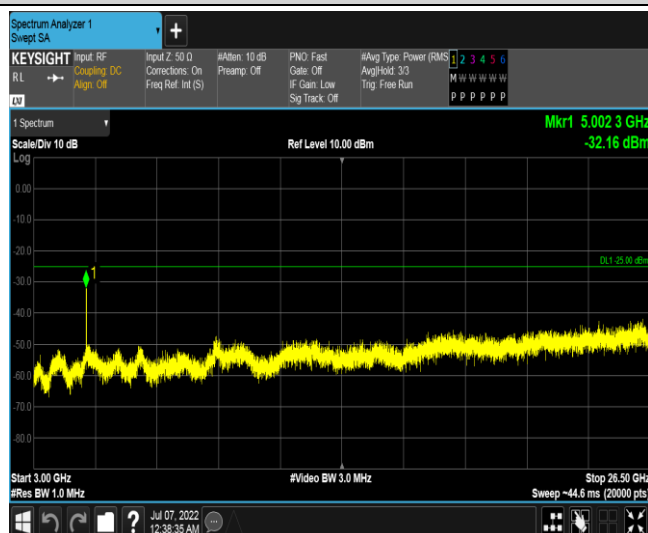 Spectrum Analyzer 1
Swept SA
+
KEYSIGHT Input: RF Input Z: 50 Ω #Atten: 10 dB PNO: Fast #Avg Type: Power (RMS 1 2 3 4 5 6
RL Coupling: DC Corrections: On Preamp: Off Gate: Off Avg|Hold: 3/3 M W W W W W
Align: Off Freq Ref: Int (S) IF Gain: Low Trig: Free Run
Sig Track: Off P P P P P P
LXI
1 Spectrum Mkr1 5.002 3 GHz
Scale/Div 10 dB Ref Level 10.00 dBm -32.16 dBm
Log
0.00
-10.0
-20.0
DL1 -25.00 dBm
1
-30.0
-40.0
-50.0
-60.0
-70.0
-80.0
Start 3.00 GHz #Video BW 3.0 MHz Stop 26.50 GHz
#Res BW 1.0 MHz Sweep ~44.6 ms (20000 pts)
? Jul 07, 2022
12:38:35 AM